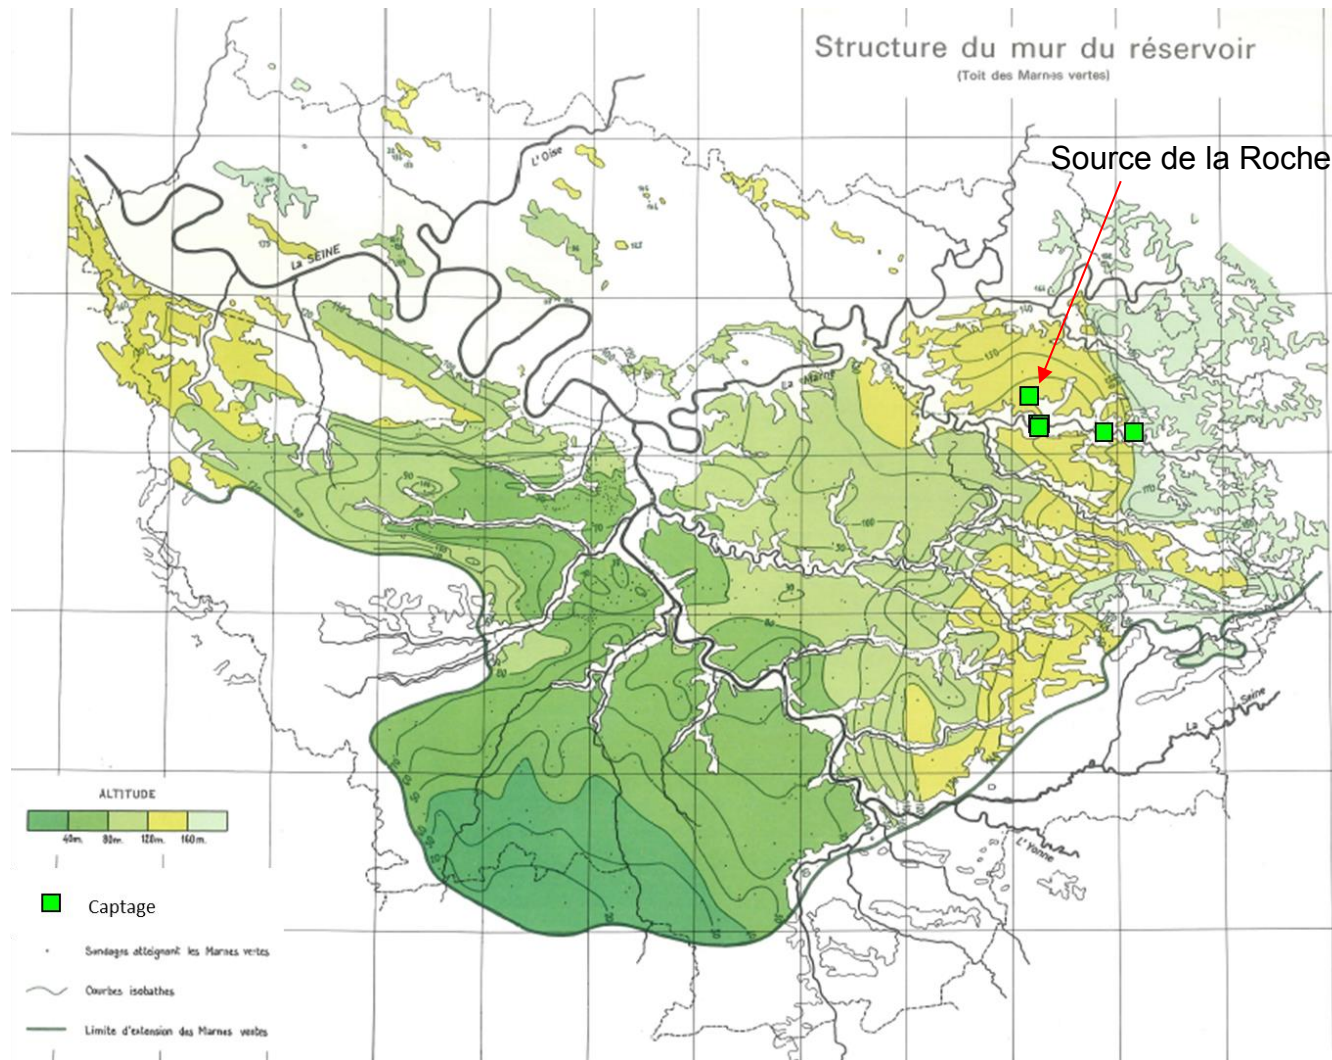 Structure du mur du réservoir
(Toit des Marnes vertes)
Source de la Roche
L'Oise
La SEINE
La Marne
La Seine
L'Yonne
ALTITUDE
40m. 80m. 120m. 160m.
Captage
Sondages atteignant les Marnes vertes
Courbes isobathes
Limite d'extension des Marnes vertes